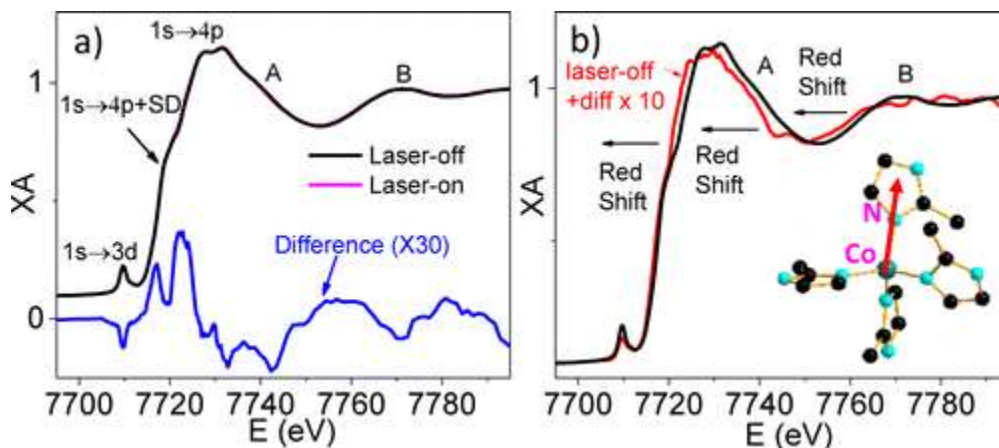 a)
1s→4p
A
B
1s→4p+SD
1
Laser-off
Laser-on
1s→3d
Difference (X30)
0
XA
7700 7720 7740 7760 7780
E (eV)
b)
laser-off
+diff x 10
A
Red
Shift
B
1
Red
Shift
Red
Shift
N
Co
XA
7700 7720 7740 7760 7780
E (eV)